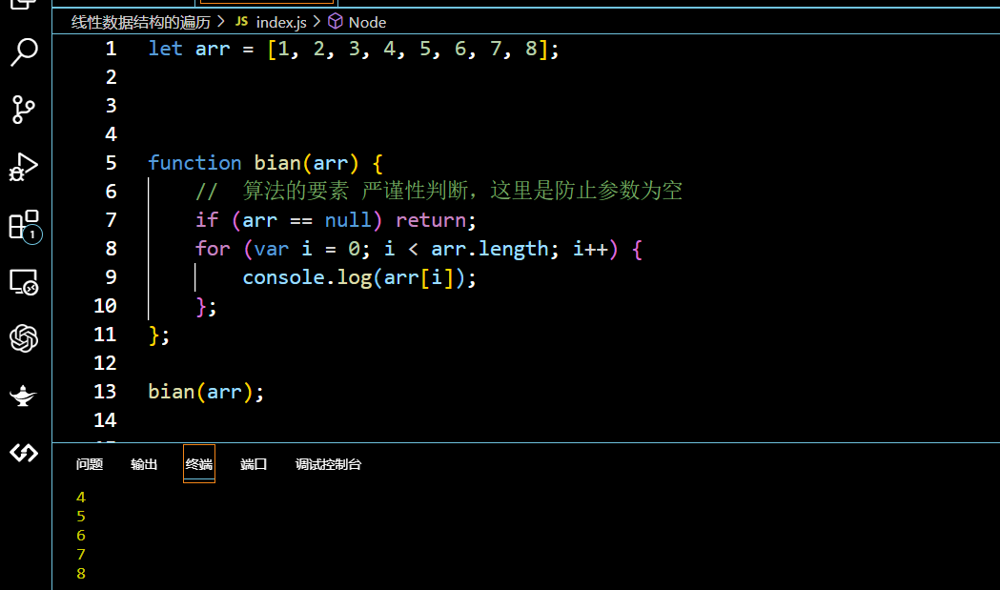 线性数据结构的遍历 > JS index.js > Node
1 let arr = [1, 2, 3, 4, 5, 6, 7, 8];
2
3
4
5 function bian(arr) {
6 // 算法的要素 严谨性判断，这里是防止参数为空
7 if (arr == null) return;
8 for (var i = 0; i < arr.length; i++) {
9 console.log(arr[i]);
10 };
11 };
12
13 bian(arr);
14
1
问题 输出 终端 端口 调试控制台
4
5
6
7
8